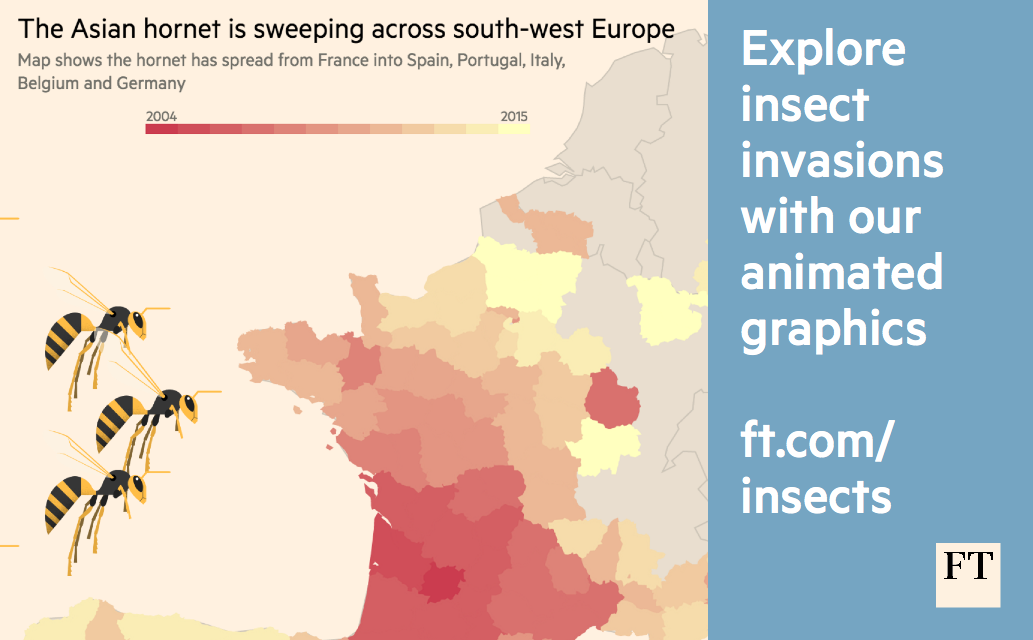 The Asian hornet is sweeping across south-west Europe
Map shows the hornet has spread from France into Spain, Portugal, Italy,
Belgium and Germany
2004
2015
Explore
insect
invasions
with our
animated
graphics
ft.com/
insects
FT